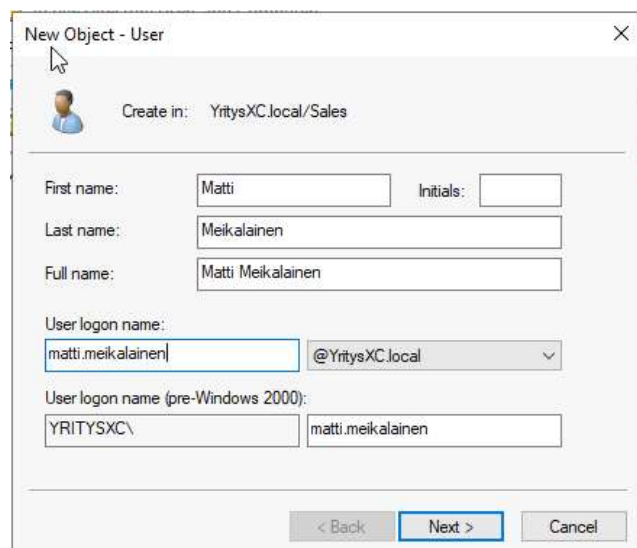 New Object - User
Create in: YritysXC.local/Sales
First name: Matti Initials:
Last name: Meikalainen
Full name: Matti Meikalainen
User logon name:
matti.meikalainen @YritysXC.local
User logon name (pre-Windows 2000):
YRITYSXC\ matti.meikalainen
< Back Next > Cancel